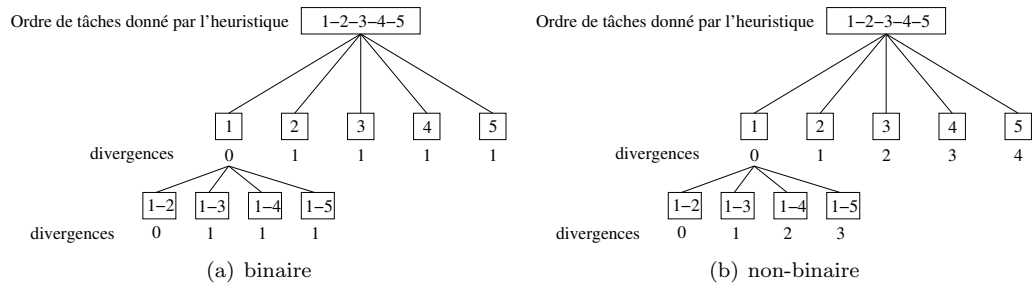 Ordre de tâches donné par l'heuristique 1−2−3−4−5
1 2 3 4 5
divergences 0 1 1 1 1
1−2 1−3 1−4 1−5
divergences 0 1 1 1
(a) binaire
Ordre de tâches donné par l'heuristique 1−2−3−4−5
1 2 3 4 5
divergences 0 1 2 3 4
1−2 1−3 1−4 1−5
divergences 0 1 2 3
(b) non-binaire